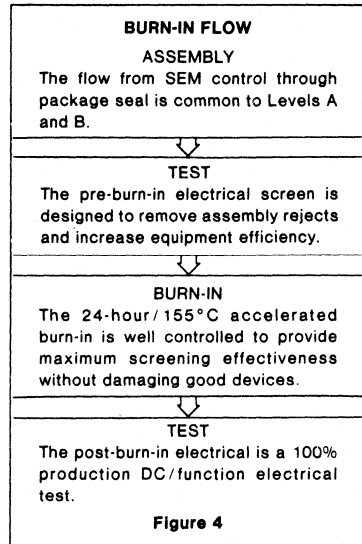 BURN-IN FLOW
ASSEMBLY
The flow from SEM control through
package seal is common to Levels A
and B.
TEST
The pre-burn-in electrical screen is
designed to remove assembly rejects
and increase equipment efficiency.
BURN-IN
The 24-hour/155°C accelerated
burn-in is well controlled to provide
maximum screening effectiveness
without damaging good devices.
TEST
The post-burn-in electrical is a 100%
production DC/function electrical
test.
Figure 4